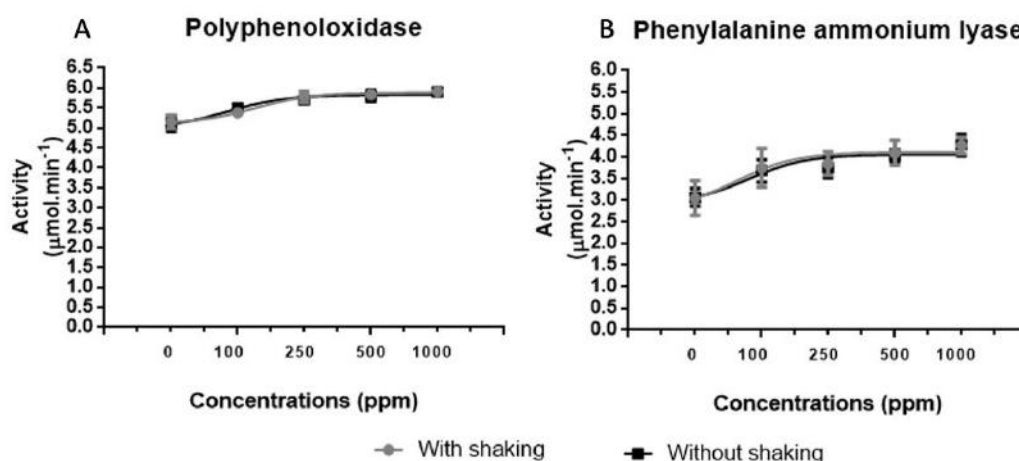 A Polyphenoloxidase
Activity
(μmol.min⁻¹)
6.5
6.0
5.5
5.0
4.5
4.0
3.5
3.0
2.5
2.0
1.5
1.0
0.5
0.0
0 100 250 500 1000
Concentrations (ppm)
B Phenylalanine ammonium lyase
Activity
(μmol.min⁻¹)
6.0
5.5
5.0
4.5
4.0
3.5
3.0
2.5
2.0
1.5
1.0
0.5
0.0
0 100 250 500 1000
Concentrations (ppm)
With shaking Without shaking